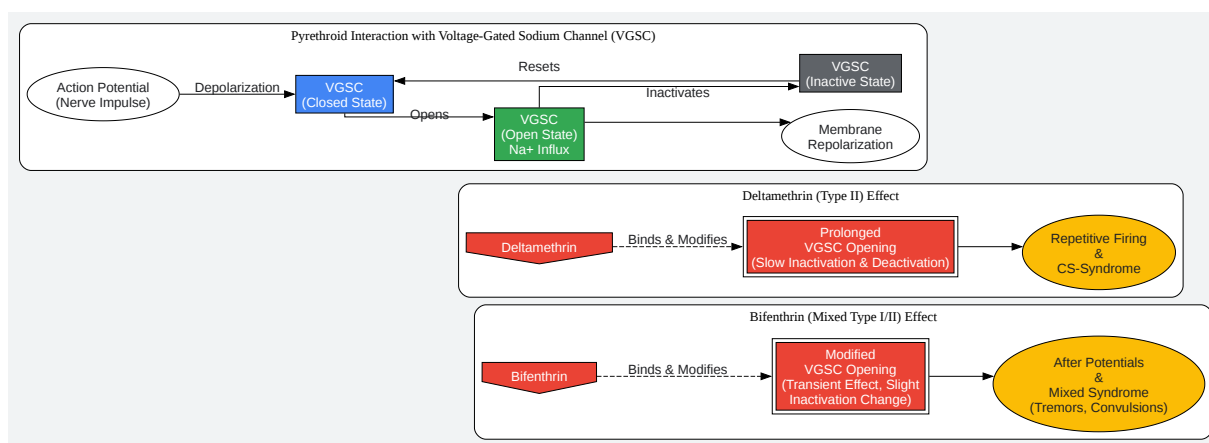 Pyrethroid Interaction with Voltage-Gated Sodium Channel (VGSC)
Action Potential
(Nerve Impulse)
Depolarization
VGSC
(Closed State)
Opens
VGSC
(Open State)
Na+ Influx
Resets
Inactivates
VGSC
(Inactive State)
Membrane
Repolarization
Deltamethrin (Type II) Effect
Deltamethrin
Binds & Modifies
Prolonged
VGSC Opening
(Slow Inactivation & Deactivation)
Repetitive Firing
&
CS-Syndrome
Bifenthrin (Mixed Type I/II) Effect
Bifenthrin
Binds & Modifies
Modified
VGSC Opening
(Transient Effect, Slight
Inactivation Change)
After Potentials
&
Mixed Syndrome
(Tremors, Convulsions)